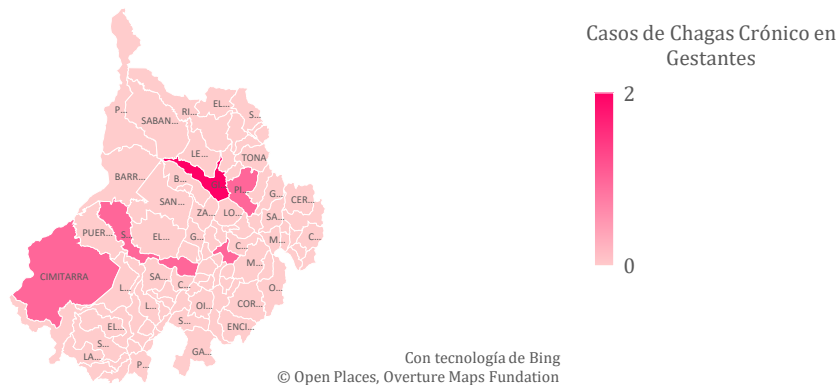 Casos de Chagas Crónico en
Gestantes
2
0
P...
SABAN...
RI...
EL...
S...
LE...
TONA
BARR...
B...
PI...
SAN...
G...
CER...
ZA...
LO...
SA...
PUER...
S...
EL...
G...
C...
M...
C...
CIMITARRA
L...
SA...
C...
M...
O...
L...
OI...
COR...
EL...
S...
ENCI...
S...
LA...
P...
GA...
Con tecnología de Bing
© Open Places, Overture Maps Fundation